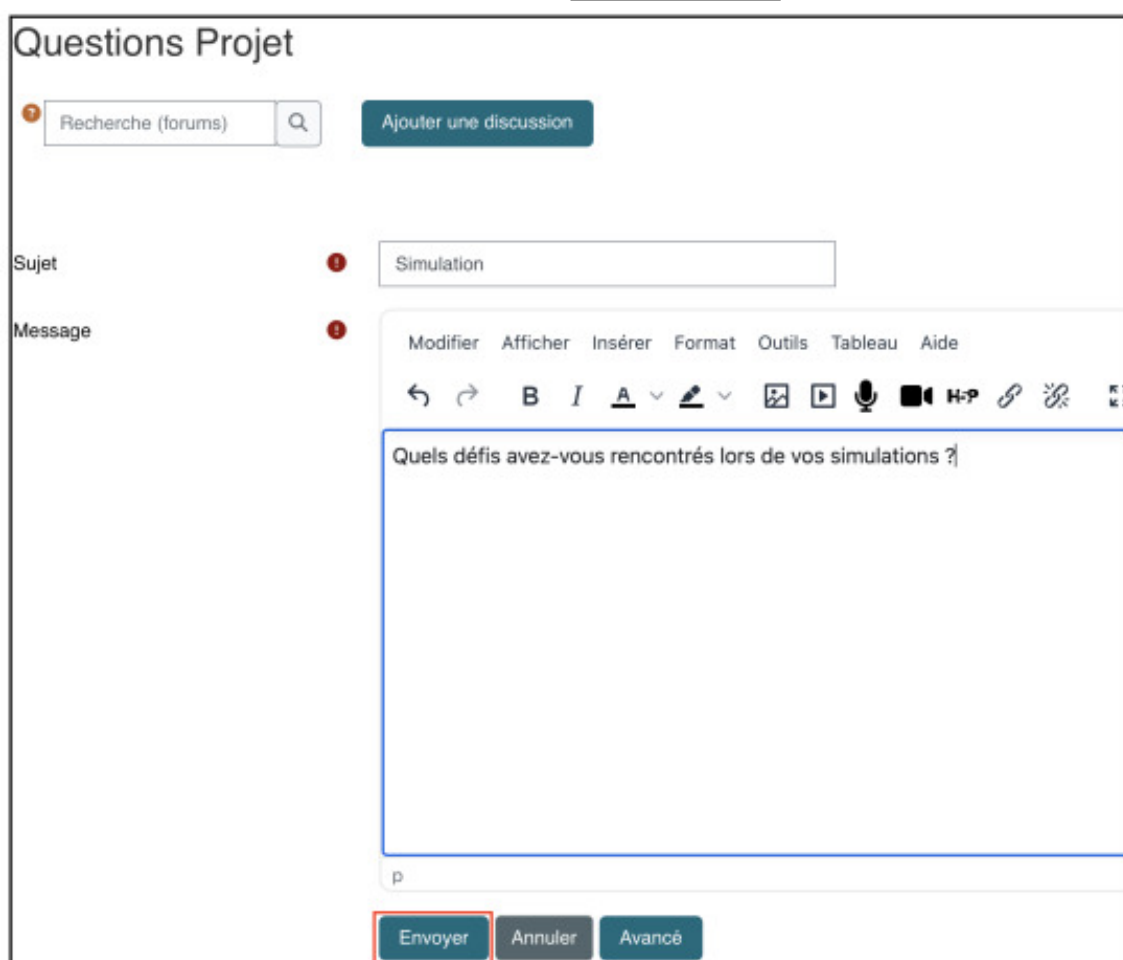 Questions Projet
Recherche (forums)
Ajouter une discussion
Sujet
Simulation
Message
Modifier Afficher Insérer Format Outils Tableau Aide
B I A H-P
Quels défis avez-vous rencontrés lors de vos simulations ?
p
Envoyer Annuler Avancé